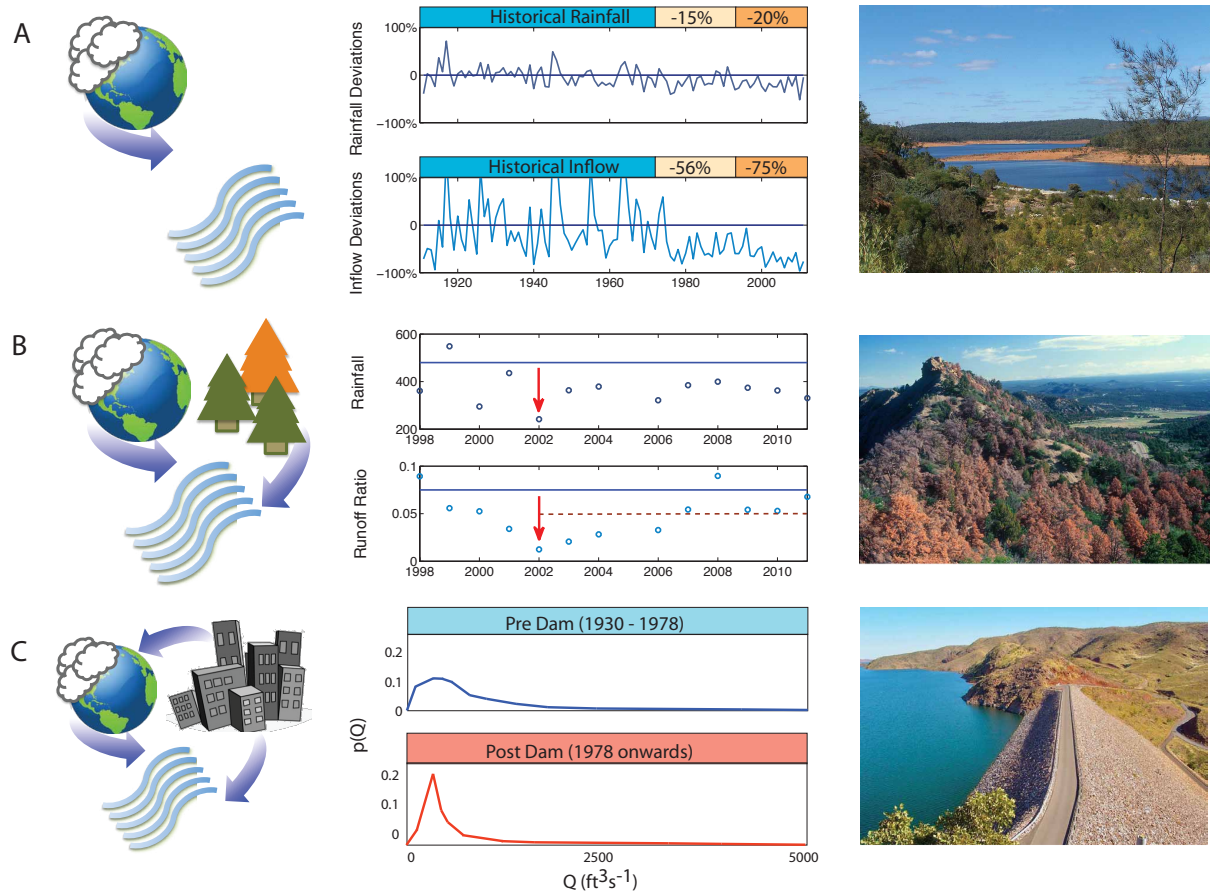 A
Historical Rainfall -15% -20%
100%
0
−100%
Rainfall Deviations
Historical Inflow -56% -75%
100%
0
−100%
Inflow Deviations
1920 1940 1960 1980 2000
B
600
400
200
Rainfall
1998 2000 2002 2004 2006 2008 2010
0.1
0.05
0
Runoff Ratio
1998 2000 2002 2004 2006 2008 2010
C
Pre Dam (1930 - 1978)
0.2
0.1
0
p(Q)
Post Dam (1978 onwards)
0.2
0.1
0
0 2500 5000
Q (ft³s⁻¹)